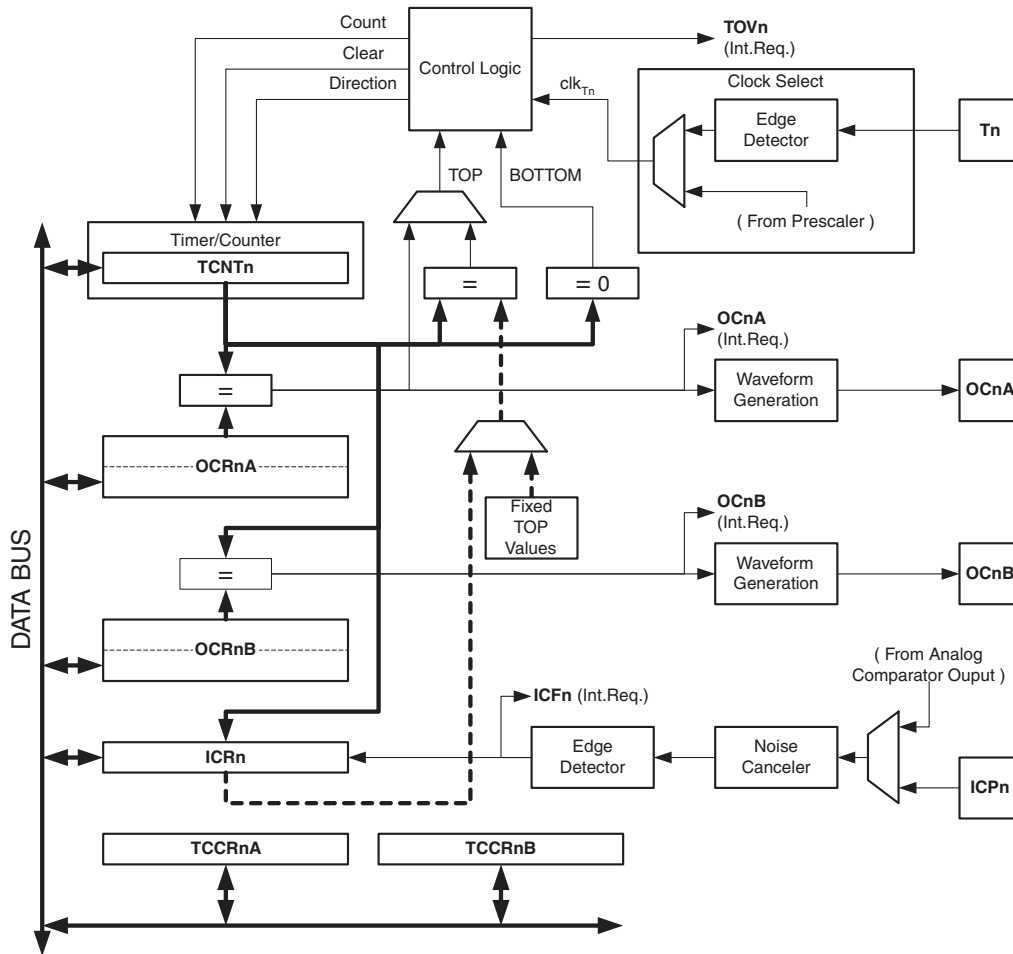 Count
Clear
Direction
Control Logic
TOVn
(Int.Req.)
clkTn
Clock Select
Edge
Detector
Tn
( From Prescaler )
TOP
BOTTOM
Timer/Counter
TCNTn
=
= 0
OCnA
(Int.Req.)
=
Waveform
Generation
OCnA
OCRnA
Fixed
TOP
Values
OCnB
(Int.Req.)
=
Waveform
Generation
OCnB
OCRnB
DATA BUS
( From Analog
Comparator Ouput )
ICFn (Int.Req.)
ICRn
Edge
Detector
Noise
Canceler
ICPn
TCCRnA
TCCRnB